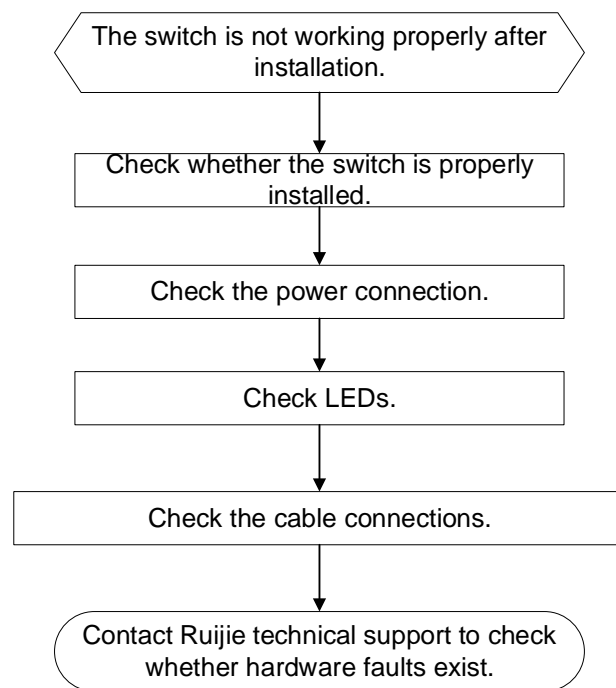 The switch is not working properly after
installation.
Check whether the switch is properly
installed.
Check the power connection.
Check LEDs.
Check the cable connections.
Contact Ruijie technical support to check
whether hardware faults exist.